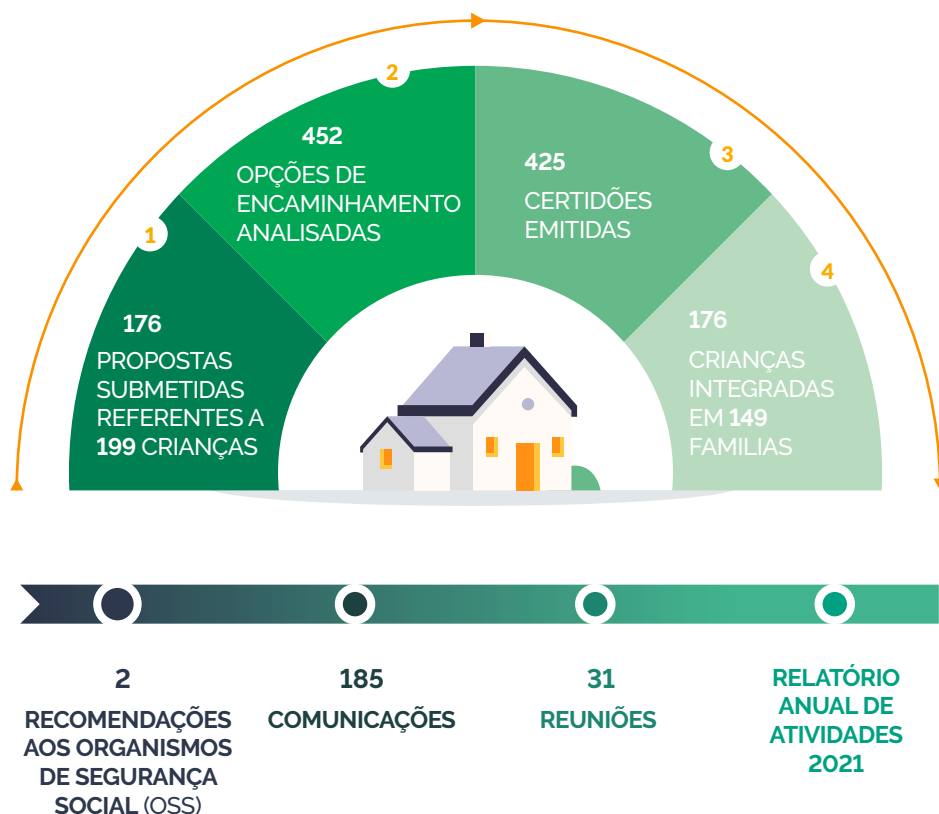 1
176
PROPOSTAS
SUBMETIDAS
REFERENTES A
199 CRIANÇAS
2
452
OPÇÕES DE
ENCAMINHAMENTO
ANALISADAS
3
425
CERTIDÕES
EMITIDAS
4
176
CRIANÇAS
INTEGRADAS
EM 149
FAMILIAS
2
RECOMENDAÇÕES
AOS ORGANISMOS
DE SEGURANÇA
SOCIAL (OSS)
185
COMUNICAÇÕES
31
REUNIÕES
RELATÓRIO
ANUAL DE
ATIVIDADES
2021